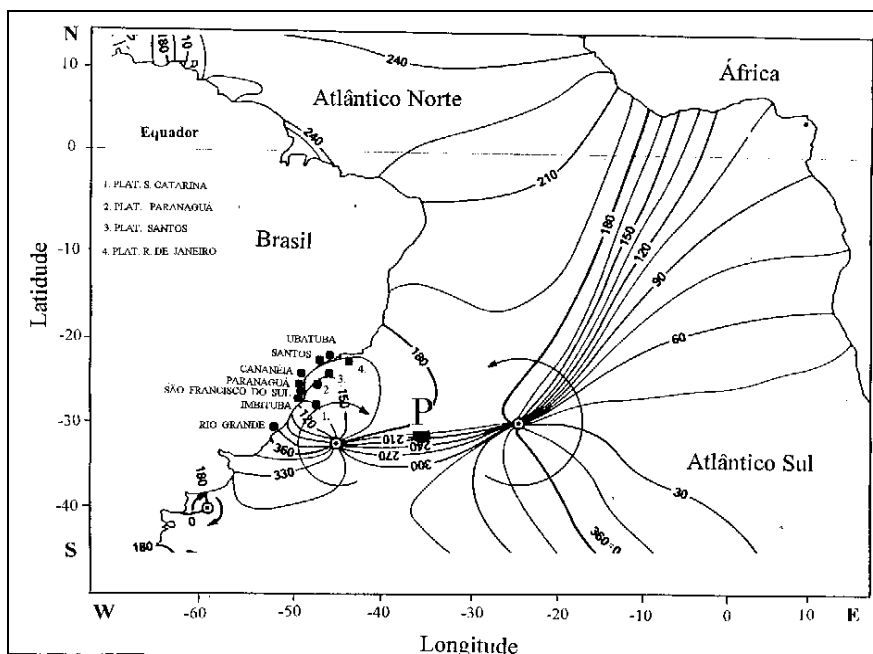 N
10
0
-10
-20
-30
-40
S
Latidude
180
10
240
África
Atlântico Norte
Equador
240
210
1. PLAT. S. CATARINA
2. PLAT. PARANAGUÁ
3. PLAT. SANTOS
4. PLAT. R. DE JANEIRO
Brasil
180
150
120
90
60
UBATUBA
SANTOS
4.
180
CANANÉIA
3.
PARANAGUÁ
2
SÃO FRANCISCO DO SUL
150
IMBITUBA
1.
120
P
RIO GRANDE
210
240
360
270
300
330
Atlântico Sul
30
180
0
360=0
180
W
-60
-50
-40
-30
-20
-10
0
10
E
Longitude